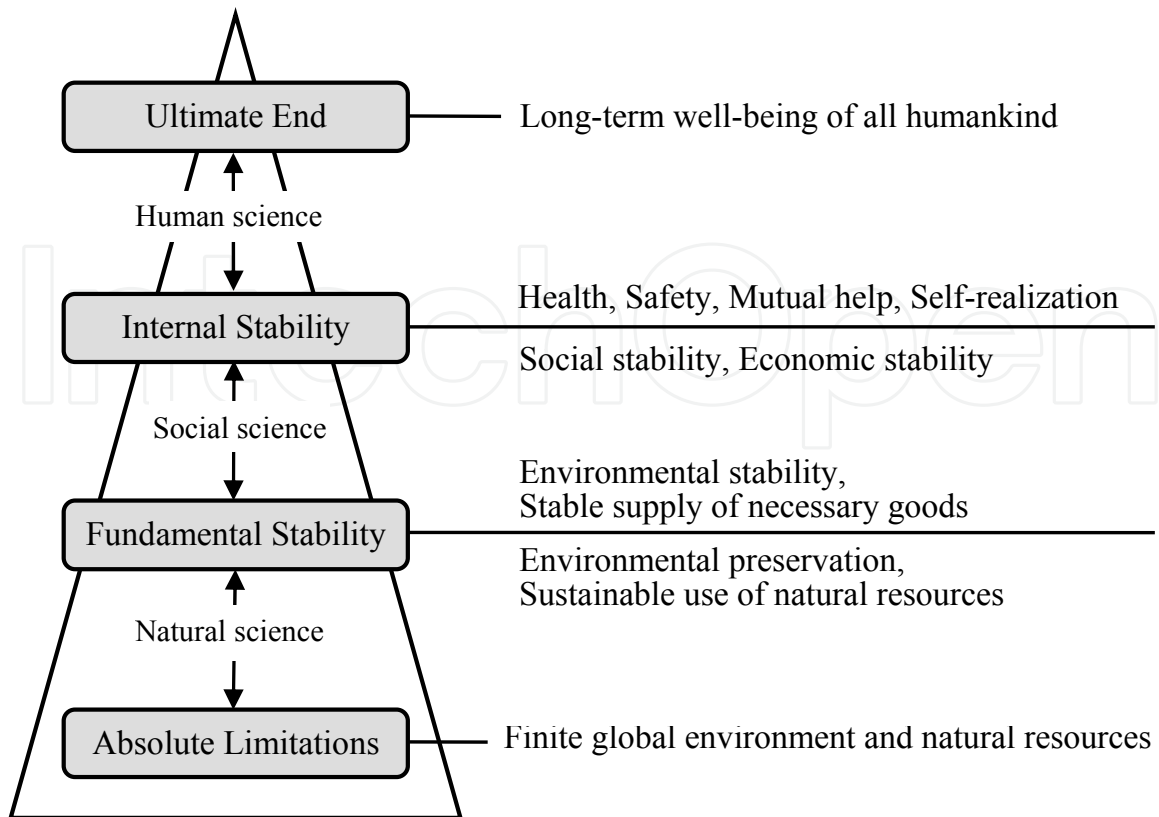 Ultimate End
Long-term well-being of all humankind
Human science
Health, Safety, Mutual help, Self-realization
Internal Stability
Social stability, Economic stability
Social science
Environmental stability,
Stable supply of necessary goods
Fundamental Stability
Environmental preservation,
Sustainable use of natural resources
Natural science
Absolute Limitations
Finite global environment and natural resources
IntechOpen